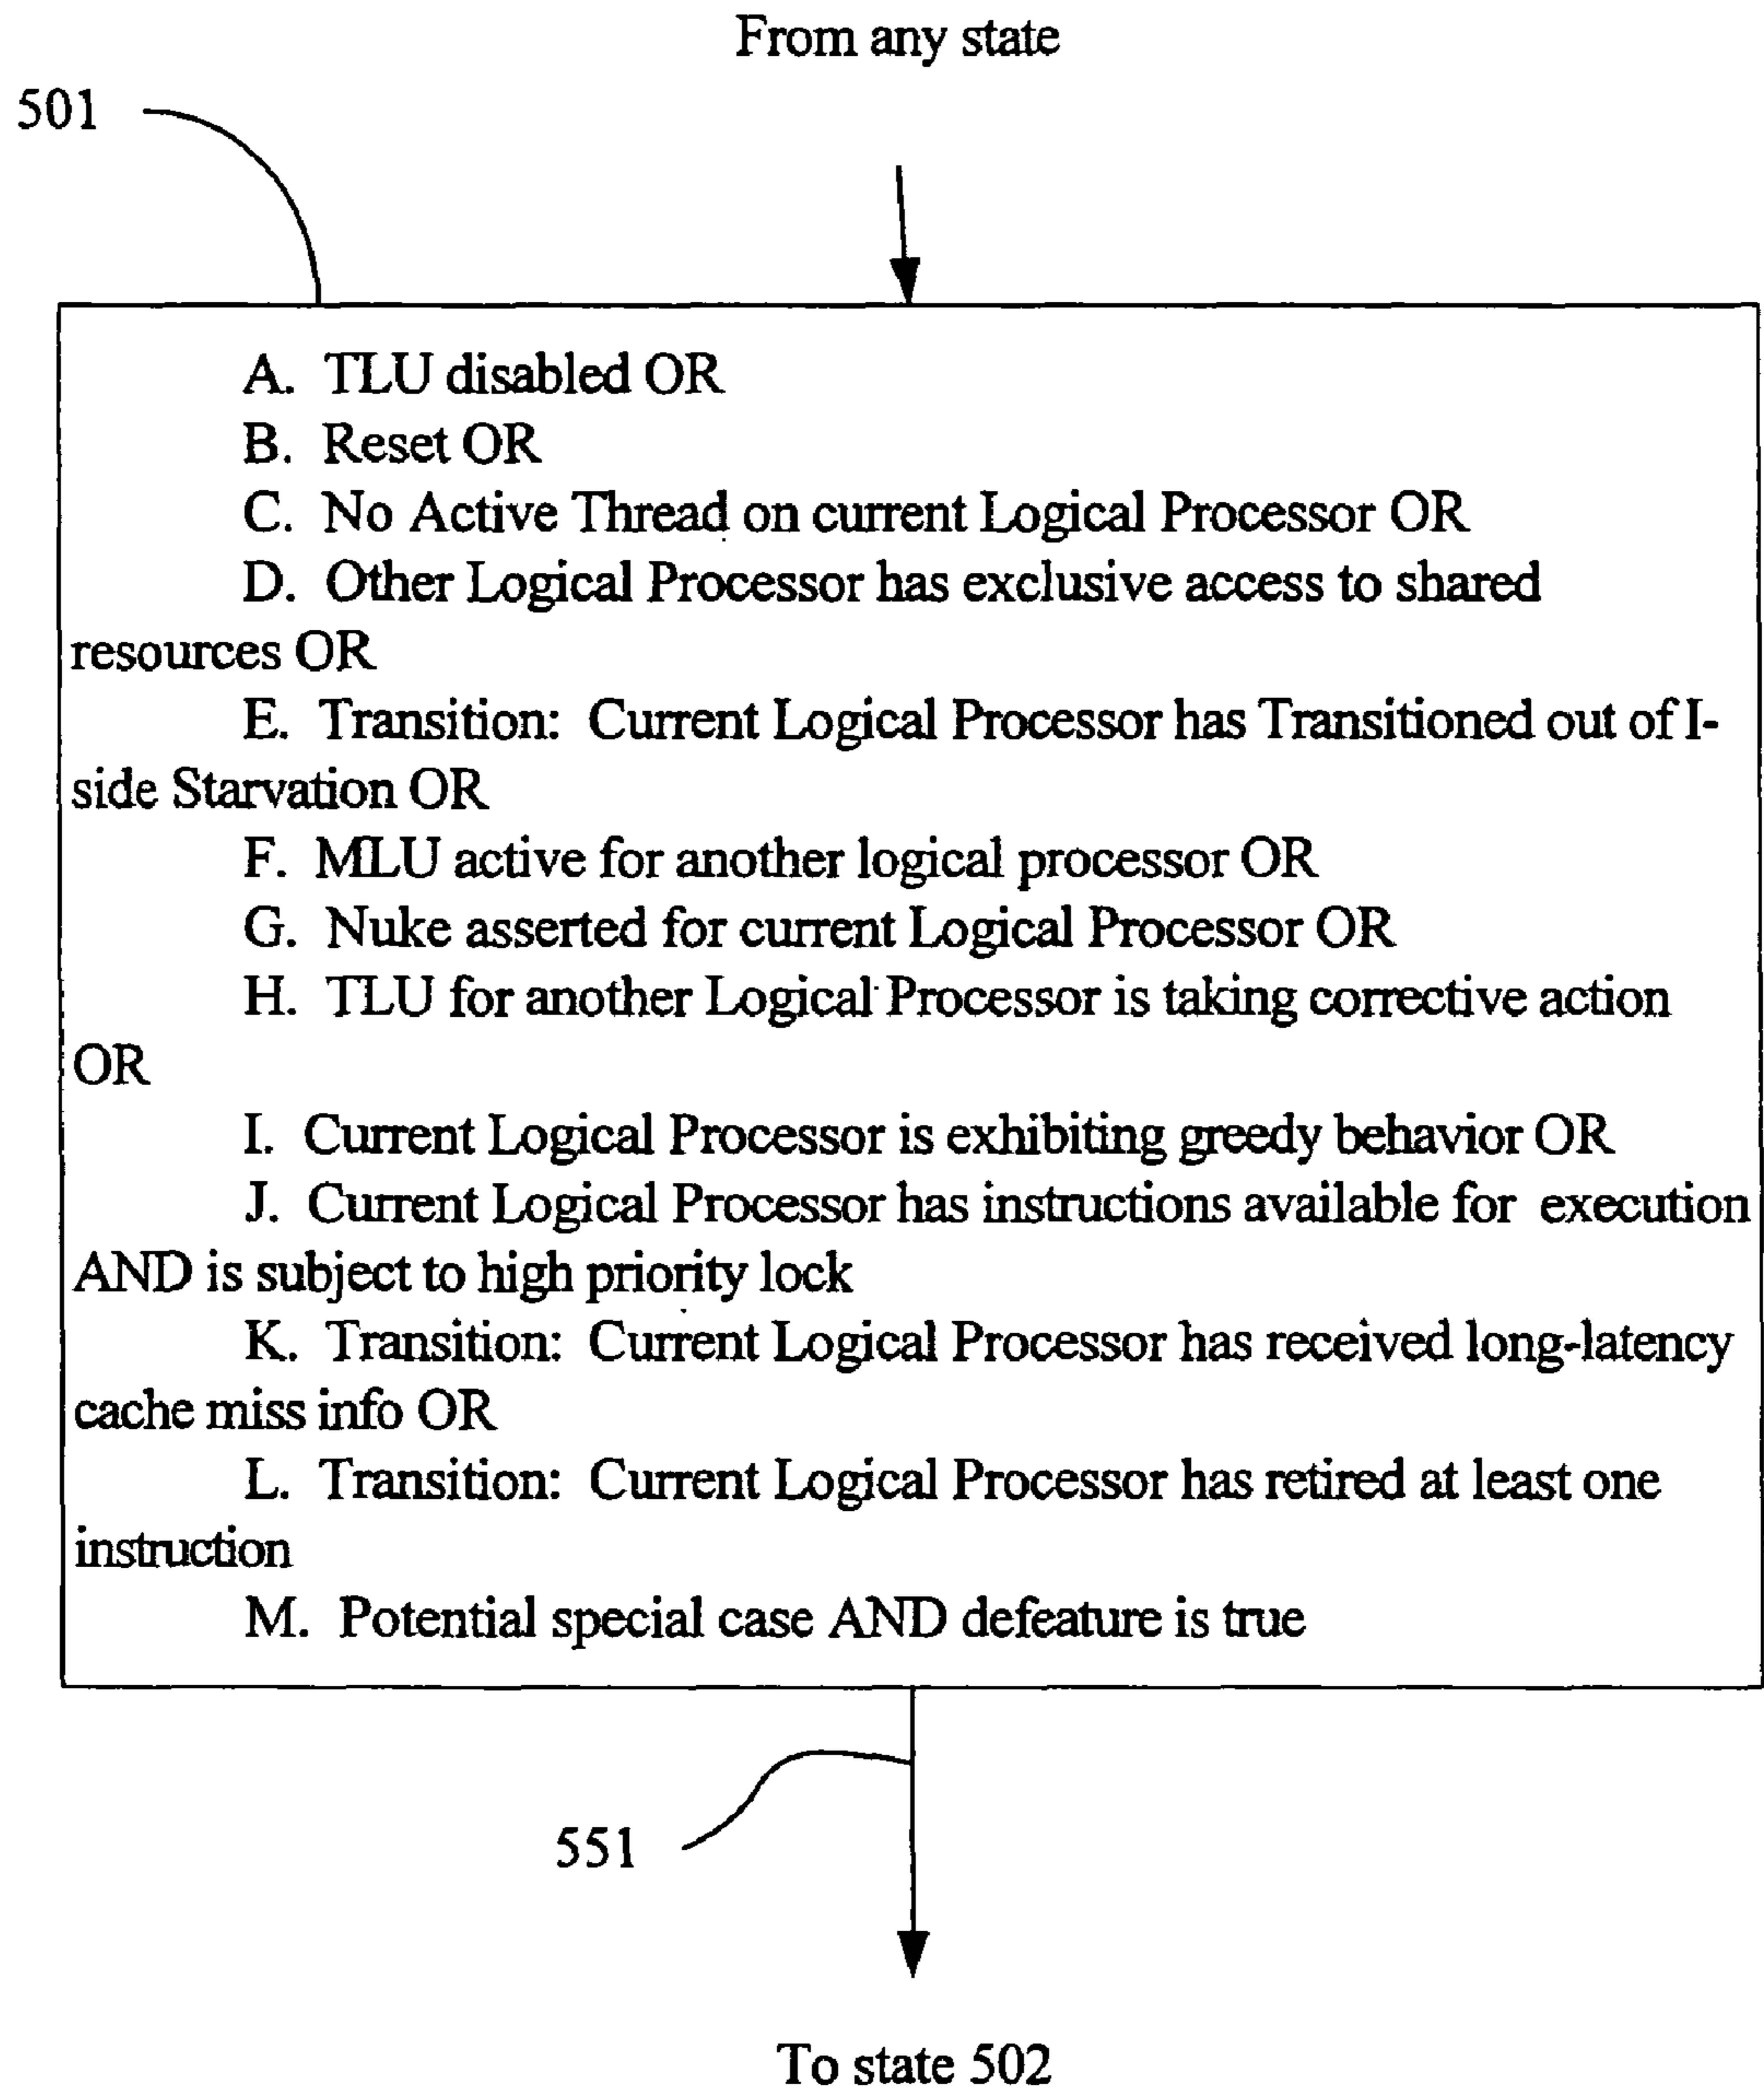 From any state
501
A. TLU disabled OR
B. Reset OR
C. No Active Thread on current Logical Processor OR
D. Other Logical Processor has exclusive access to shared
resources OR
E. Transition: Current Logical Processor has Transitioned out of I-
side Starvation OR
F. MLU active for another logical processor OR
G. Nuke asserted for current Logical Processor OR
H. TLU for another Logical Processor is taking corrective action
OR
I. Current Logical Processor is exhibiting greedy behavior OR
J. Current Logical Processor has instructions available for execution
AND is subject to high priority lock
K. Transition: Current Logical Processor has received long-latency
cache miss info OR
L. Transition: Current Logical Processor has retired at least one
instruction
M. Potential special case AND defeature is true
551
To state 502